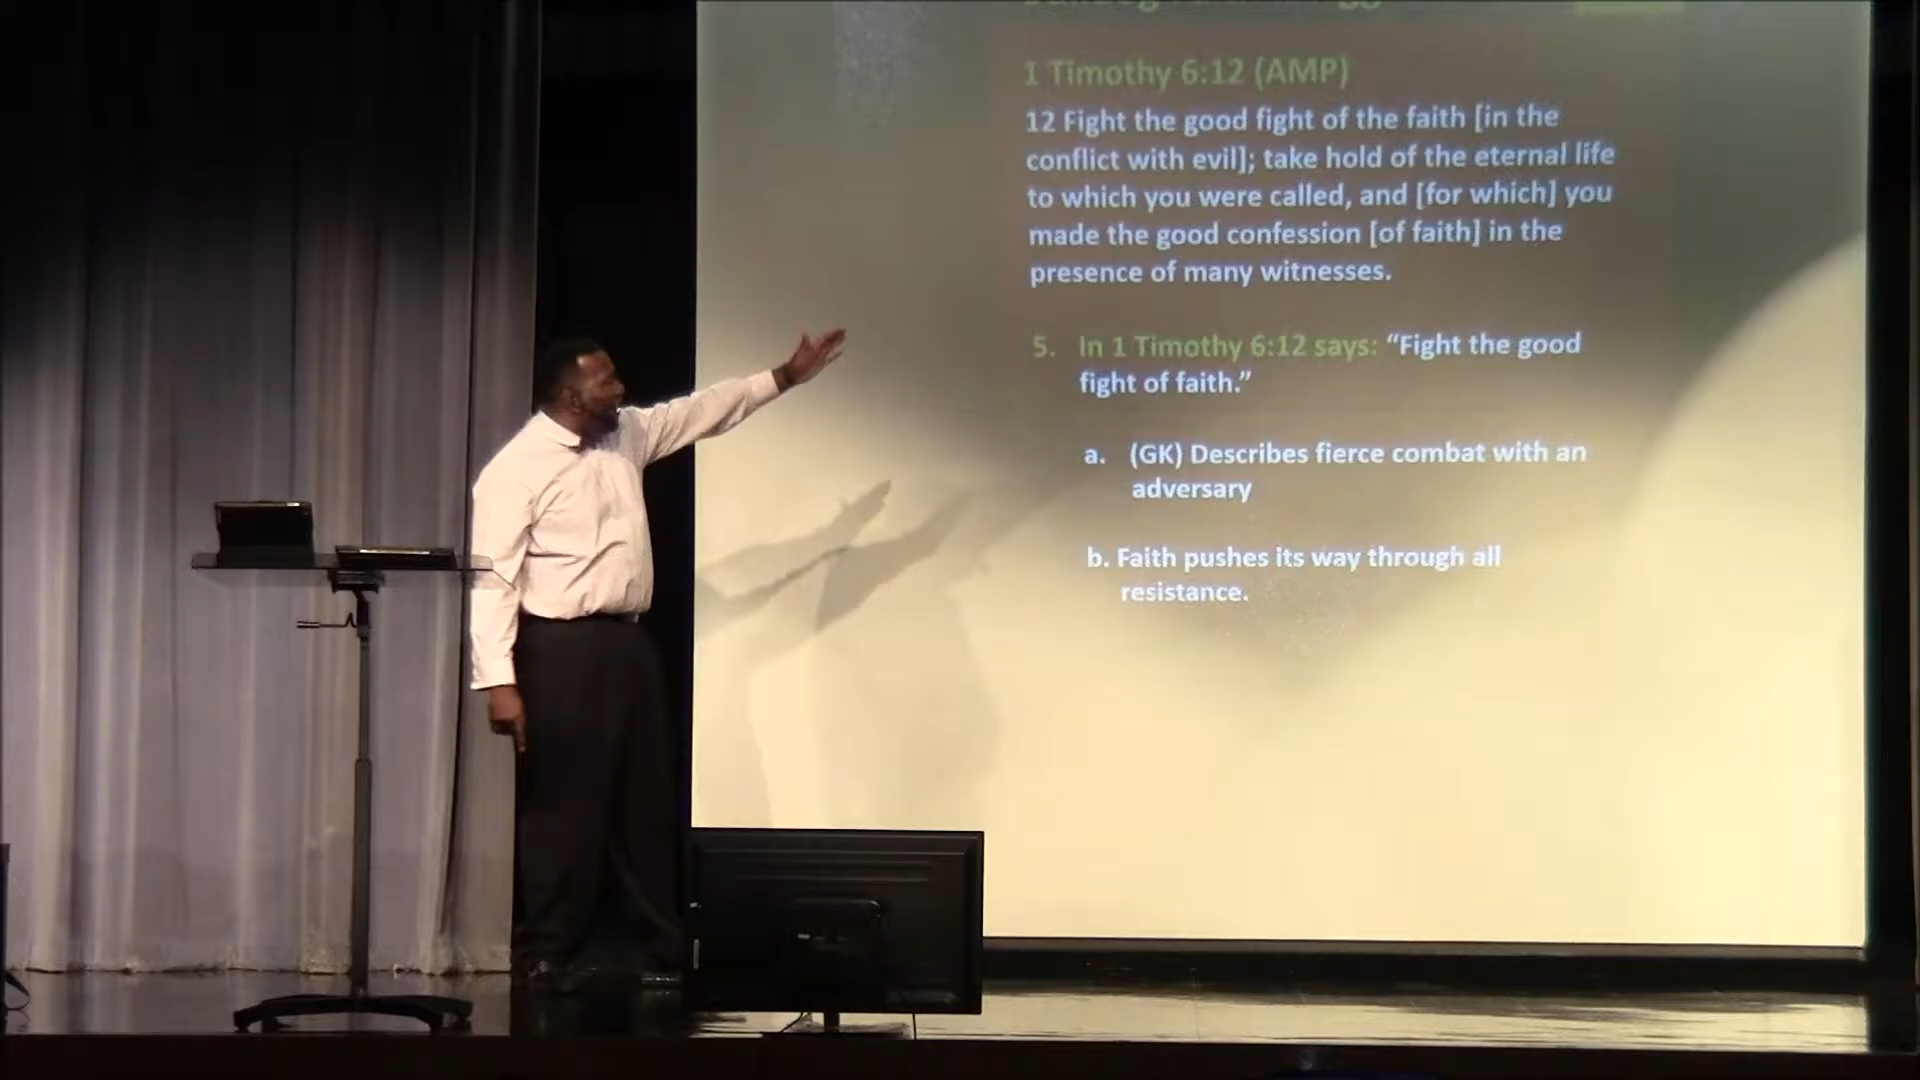 1 Timothy 6:12 (AMP)
12 Fight the good fight of the faith [in the
conflict with evil]; take hold of the eternal life
to which you were called, and [for which] you
made the good confession [of faith] in the
presence of many witnesses.
5. In 1 Timothy 6:12 says: “Fight the good
fight of faith.”
a. (GK) Describes fierce combat with an
adversary
b. Faith pushes its way through all
resistance.